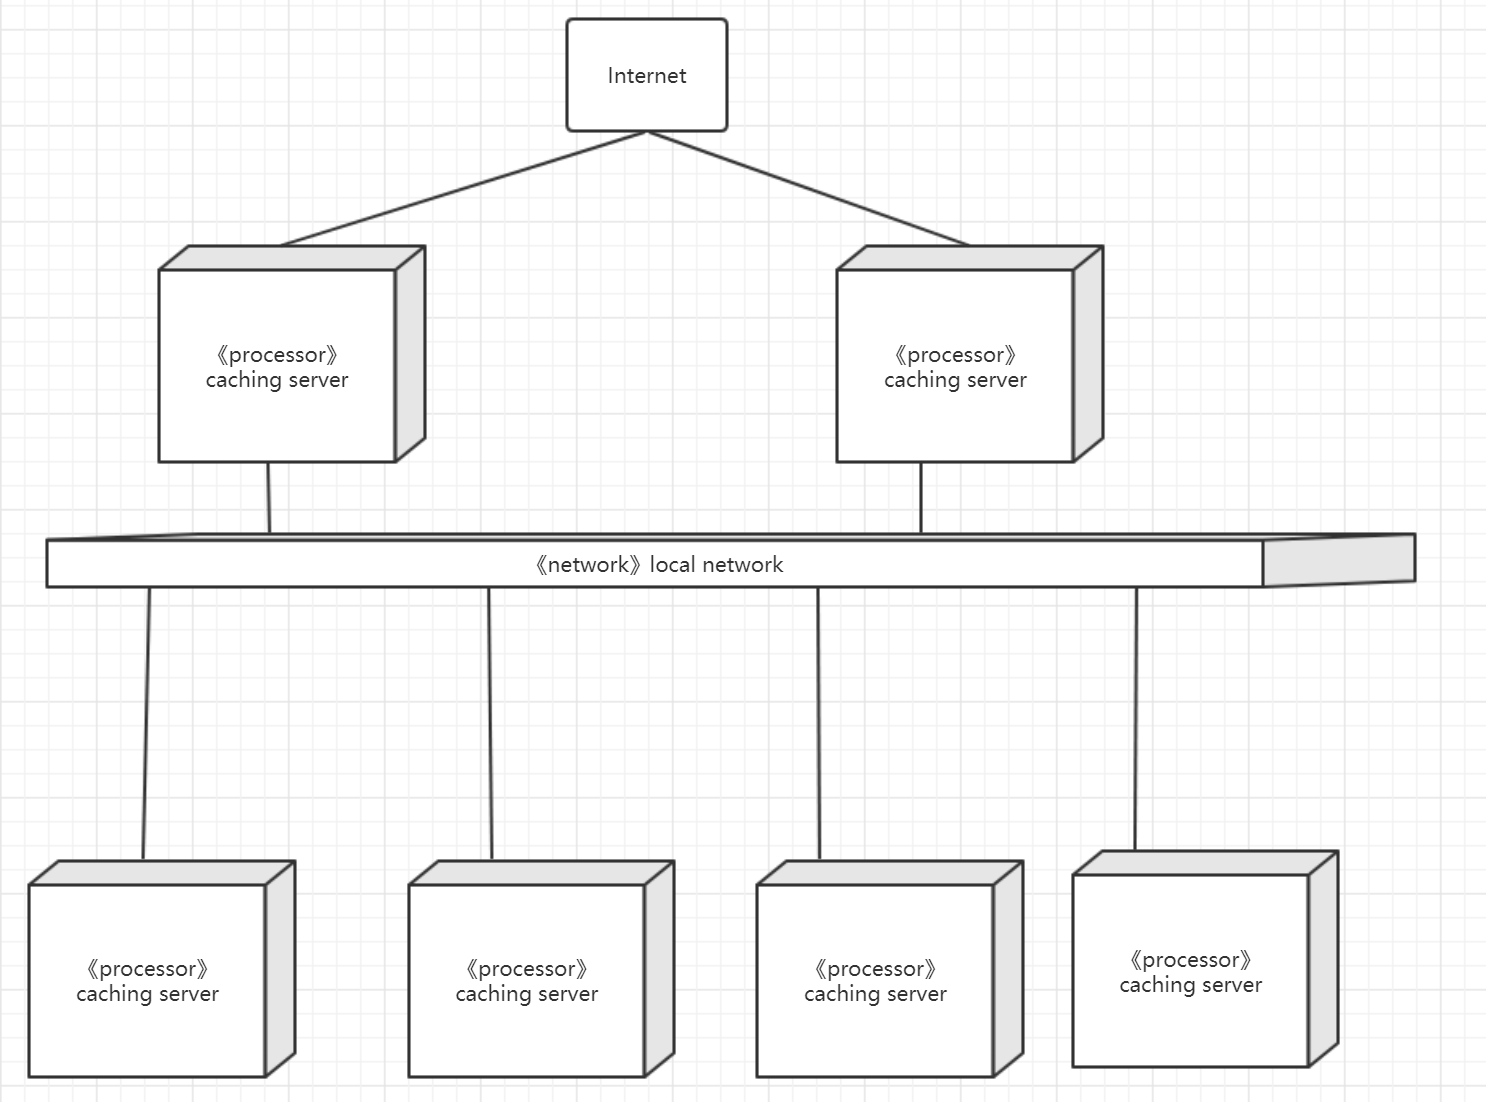 Internet
《processor》
caching server
《processor》
caching server
《network》local network
《processor》
caching server
《processor》
caching server
《processor》
caching server
《processor》
caching server